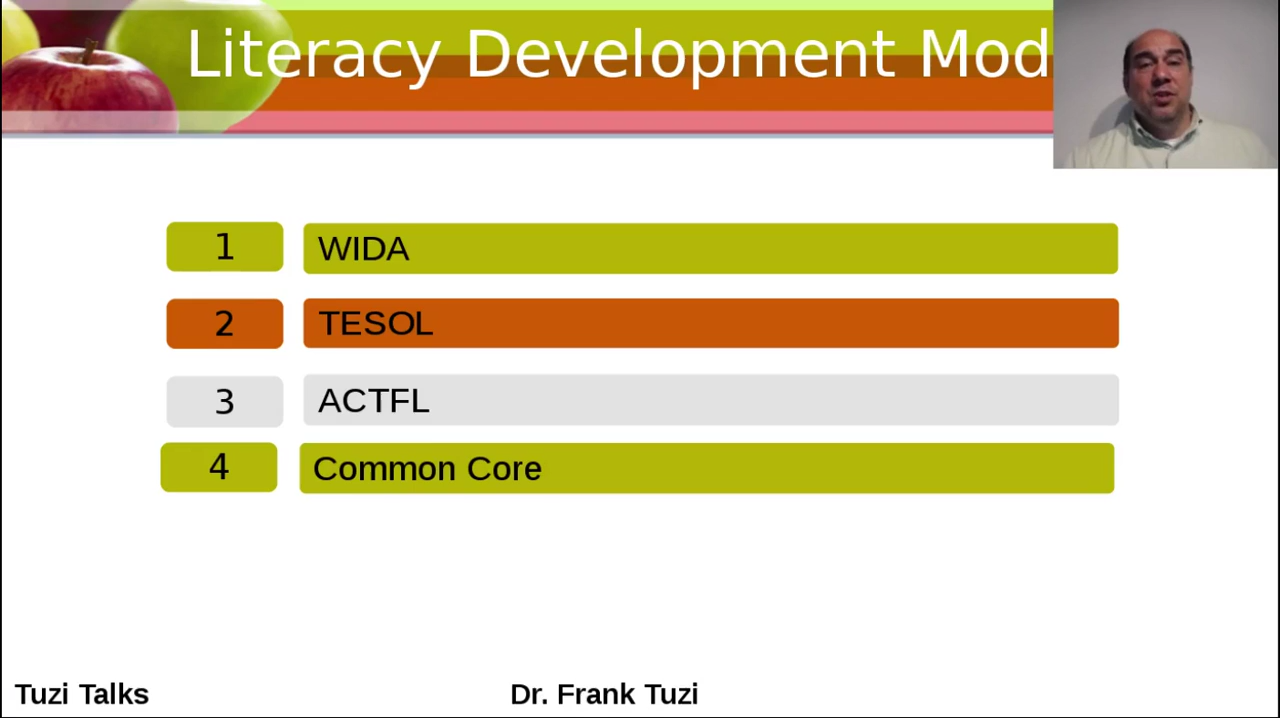 Literacy Development Mod
1
WIDA
2
TESOL
3
ACTFL
4
Common Core
Tuzi Talks
Dr. Frank Tuzi